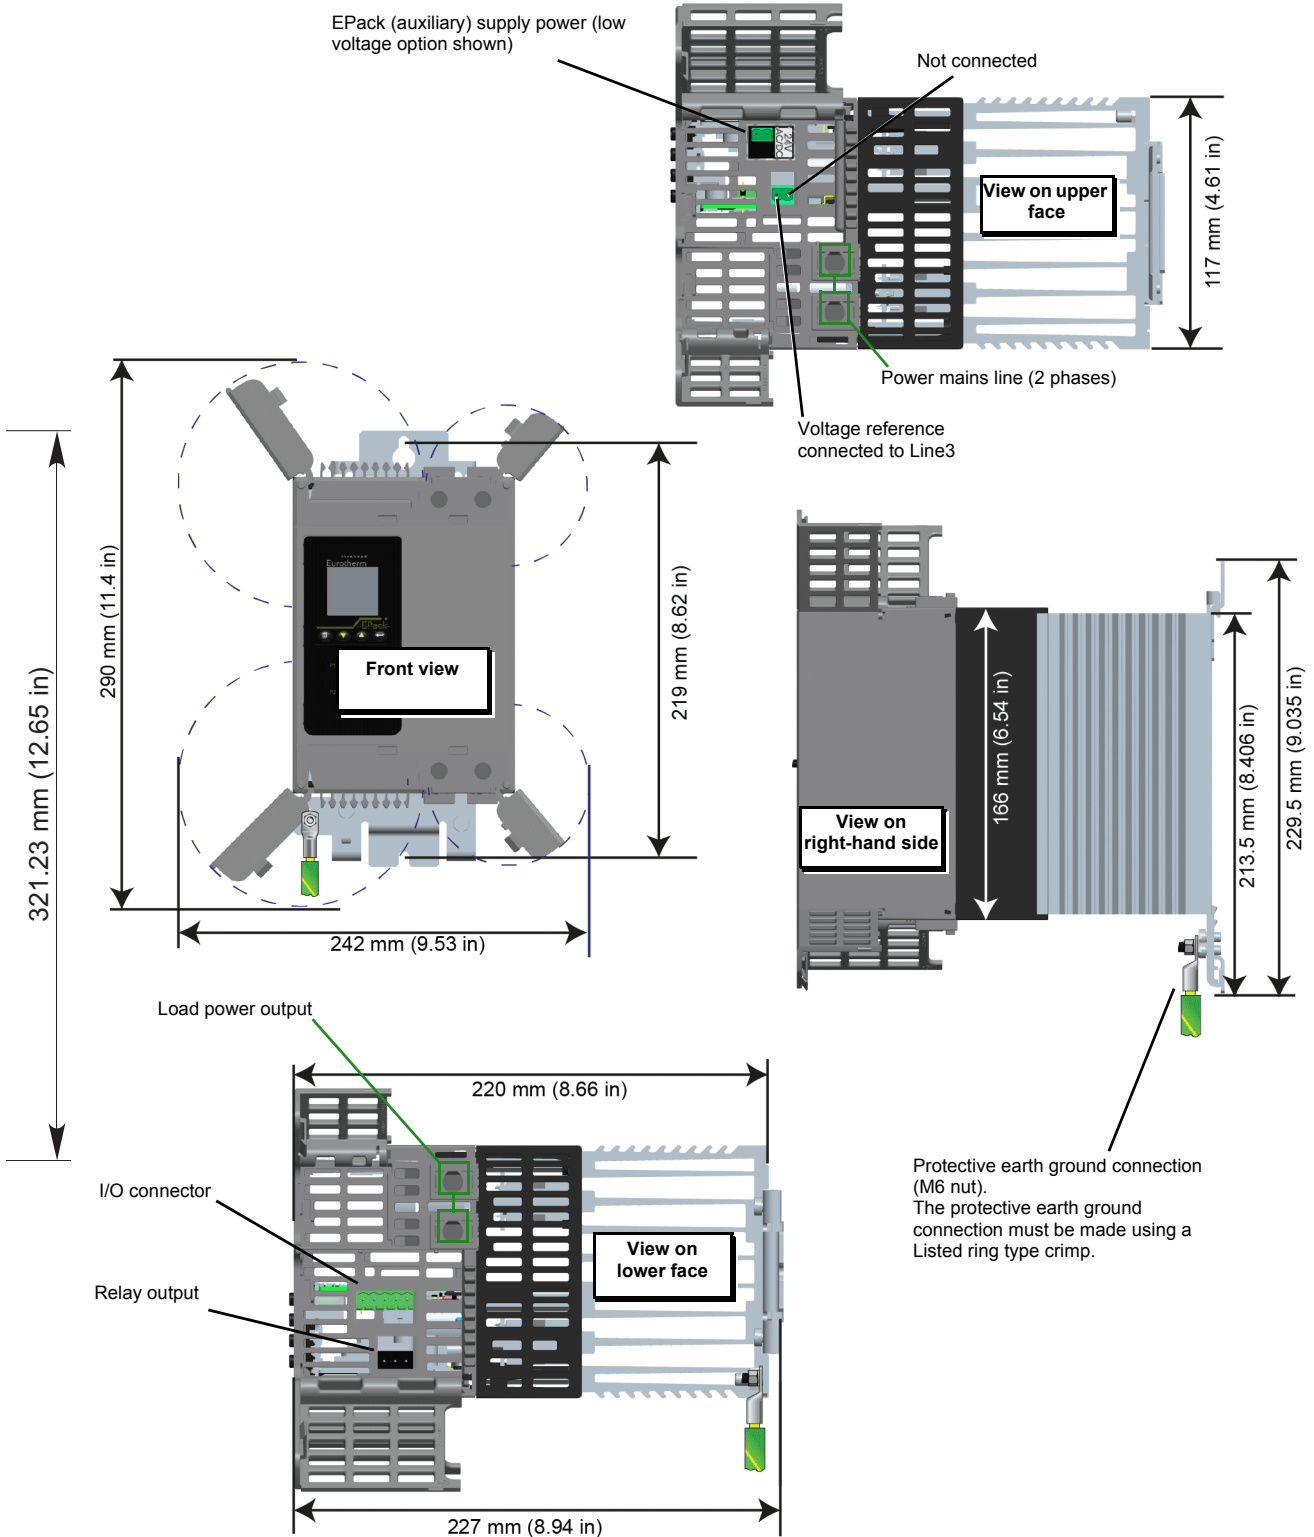 EPack (auxiliary) supply power (low
voltage option shown)
Not connected
24V
AC/DC
View on upper
face
117 mm (4.61 in)
Power mains line (2 phases)
Voltage reference
connected to Line3
321.23 mm (12.65 in)
290 mm (11.4 in)
Eurotherm
EPack
Front view
219 mm (8.62 in)
242 mm (9.53 in)
166 mm (6.54 in)
View on
right-hand side
213.5 mm (8.406 in)
229.5 mm (9.035 in)
Load power output
220 mm (8.66 in)
I/O connector
Relay output
View on
lower face
227 mm (8.94 in)
Protective earth ground connection
(M6 nut).
The protective earth ground
connection must be made using a
Listed ring type crimp.